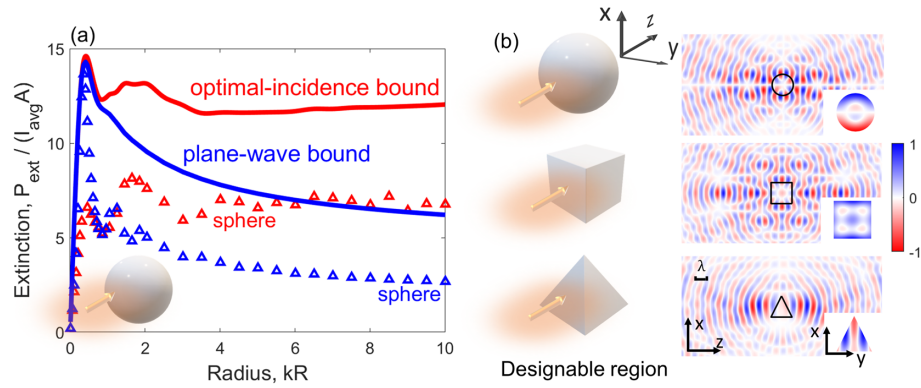 (a)
15
10
5
0
Extinction, P_ext / (I_avg A)
optimal-incidence bound
plane-wave bound
sphere
sphere
0
2
4
6
8
10
Radius, kR
(b)
x
z
y
Designable region
λ
x
z
x
y
1
0
-1